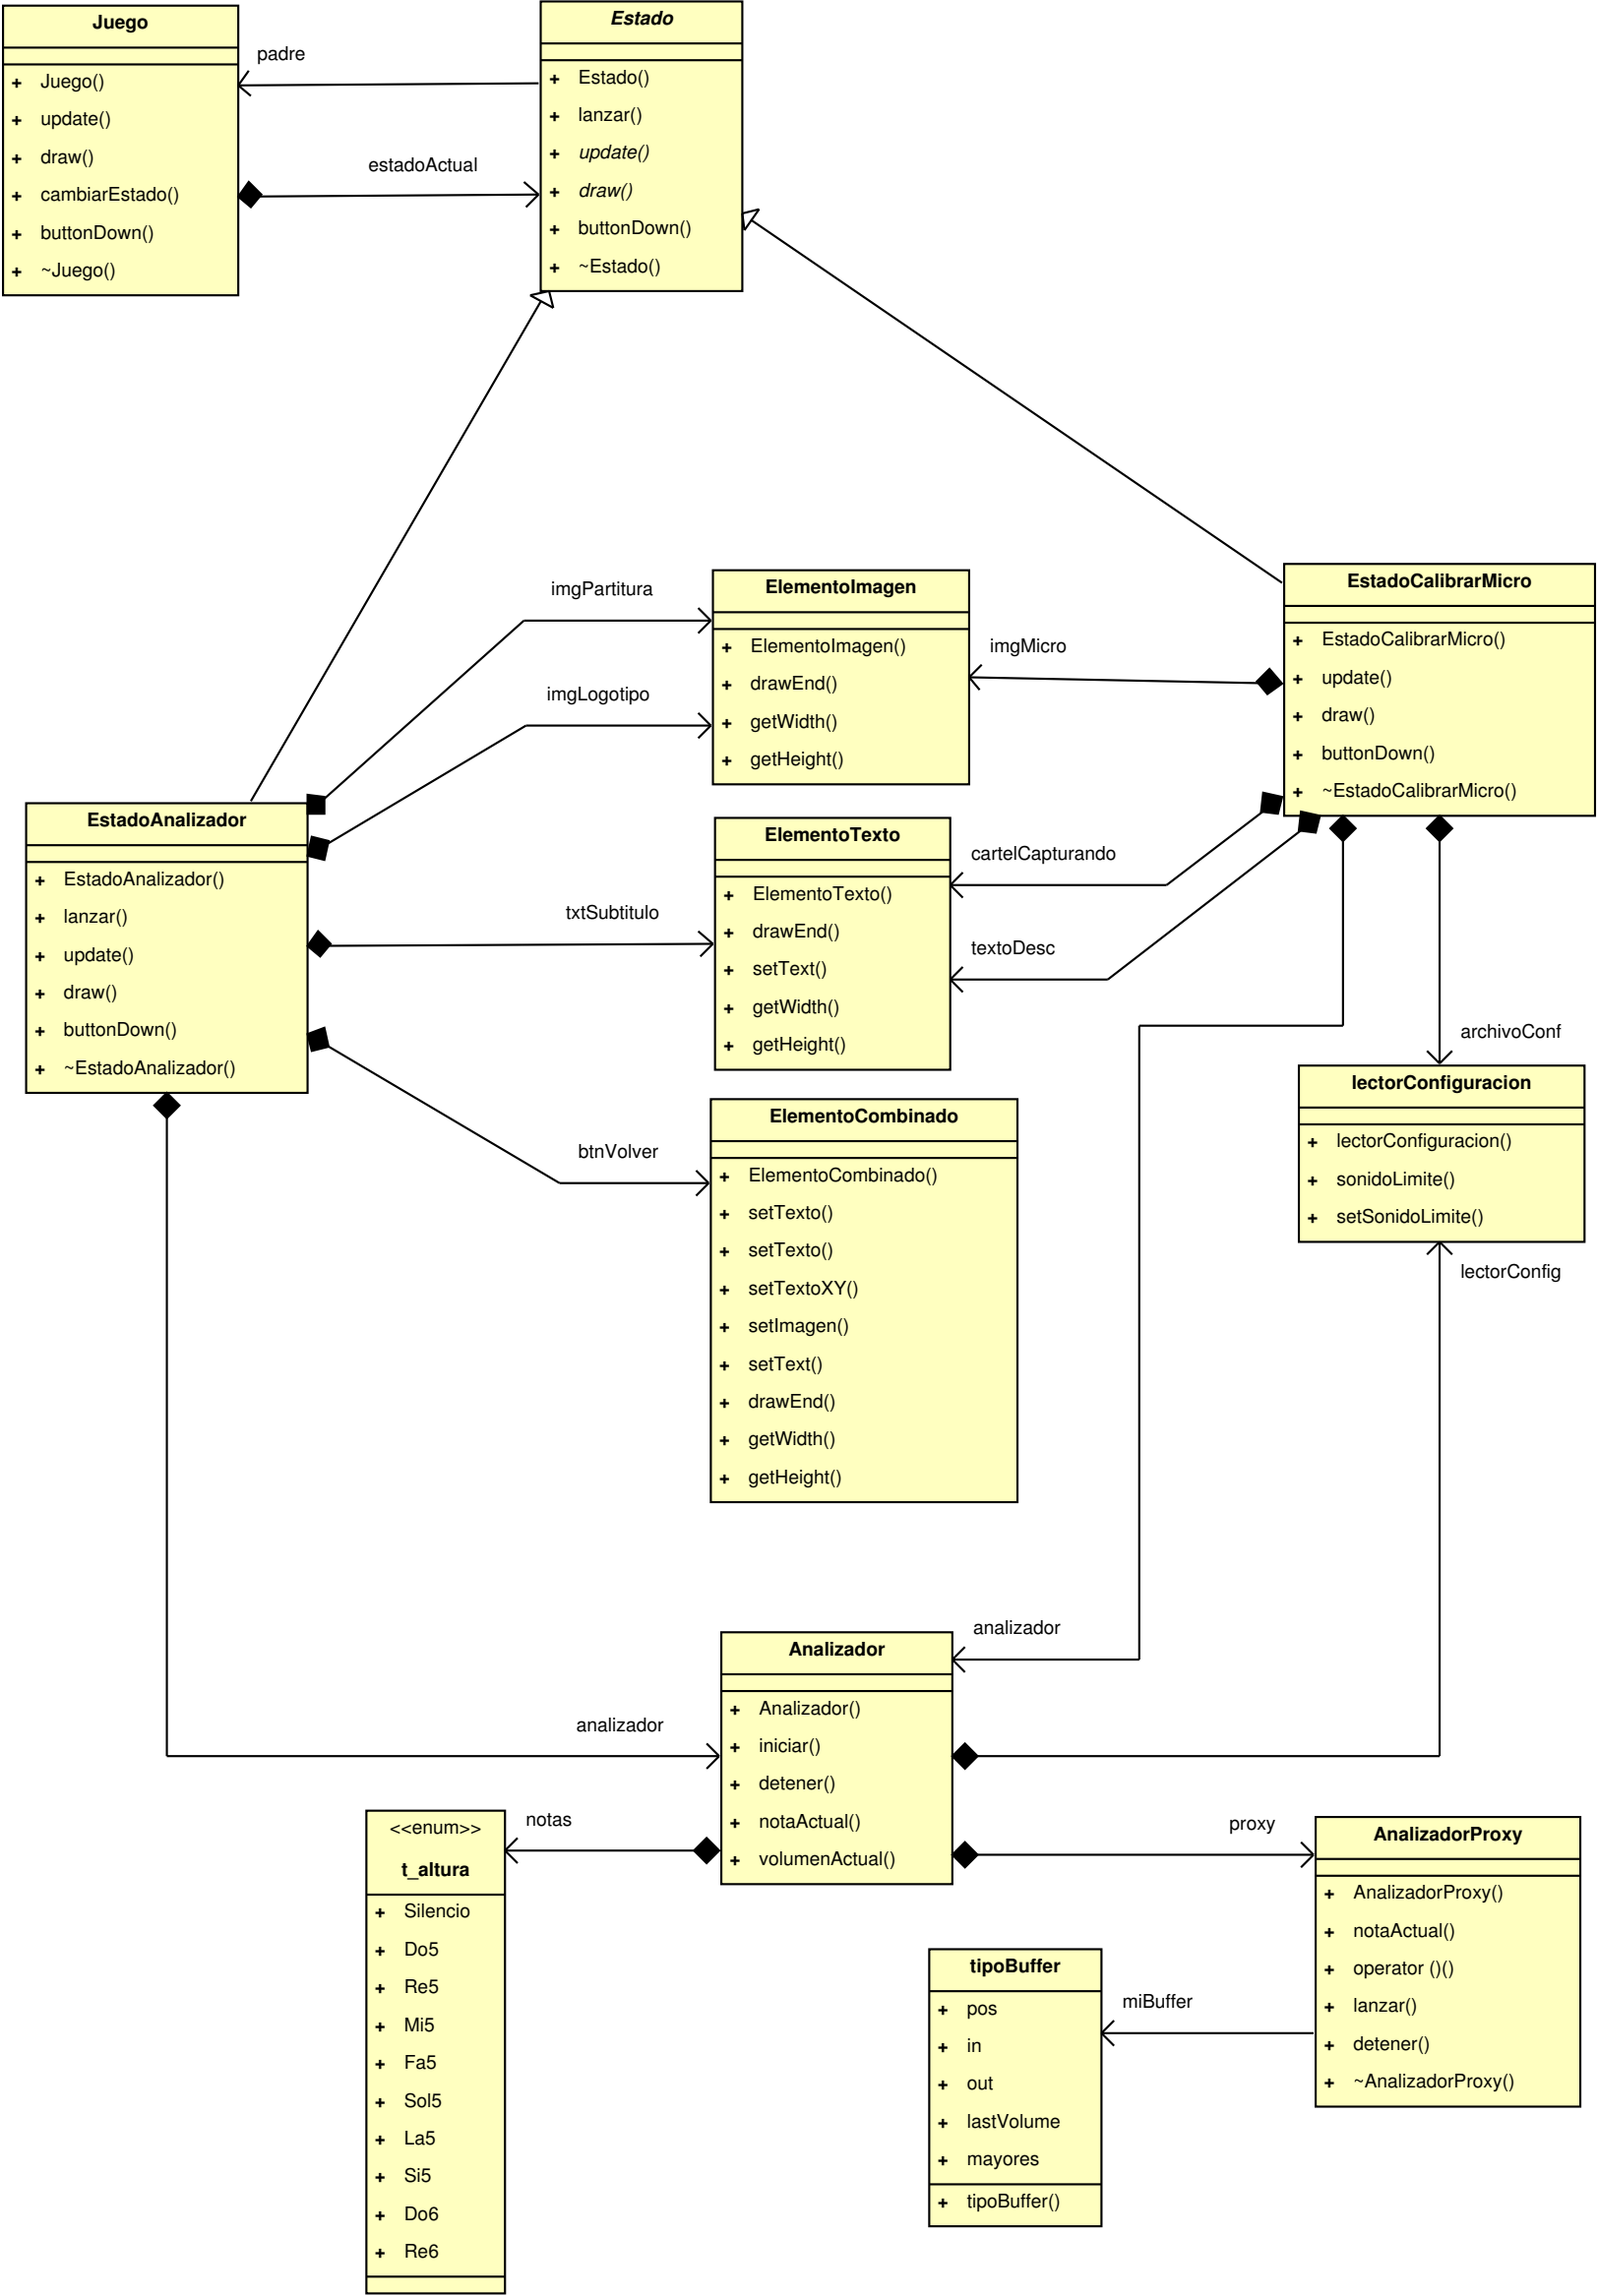 Juego
+ Juego()
+ update()
+ draw()
+ cambiarEstado()
+ buttonDown()
+ ~Juego()
padre
estadoActual
Estado
+ Estado()
+ lanzar()
+ update()
+ draw()
+ buttonDown()
+ ~Estado()
imgPartitura
imgLogotipo
ElementoImagen
+ ElementoImagen()
+ drawEnd()
+ getWidth()
+ getHeight()
imgMicro
EstadoCalibrarMicro
+ EstadoCalibrarMicro()
+ update()
+ draw()
+ buttonDown()
+ ~EstadoCalibrarMicro()
EstadoAnalizador
+ EstadoAnalizador()
+ lanzar()
+ update()
+ draw()
+ buttonDown()
+ ~EstadoAnalizador()
txtSubtitulo
ElementoTexto
+ ElementoTexto()
+ drawEnd()
+ setText()
+ getWidth()
+ getHeight()
cartelCapturando
textoDesc
archivoConf
lectorConfiguracion
+ lectorConfiguracion()
+ sonidoLimite()
+ setSonidoLimite()
lectorConfig
btnVolver
ElementoCombinado
+ ElementoCombinado()
+ setTexto()
+ setTexto()
+ setTextoXY()
+ setImagen()
+ setText()
+ drawEnd()
+ getWidth()
+ getHeight()
analizador
analizador
Analizador
+ Analizador()
+ iniciar()
+ detener()
+ notaActual()
+ volumenActual()
notas
<<enum>>
t_altura
+ Silencio
+ Do5
+ Re5
+ Mi5
+ Fa5
+ Sol5
+ La5
+ Si5
+ Do6
+ Re6
proxy
AnalizadorProxy
+ AnalizadorProxy()
+ notaActual()
+ operator ()()
+ lanzar()
+ detener()
+ ~AnalizadorProxy()
miBuffer
tipoBuffer
+ pos
+ in
+ out
+ lastVolume
+ mayores
+ tipoBuffer()